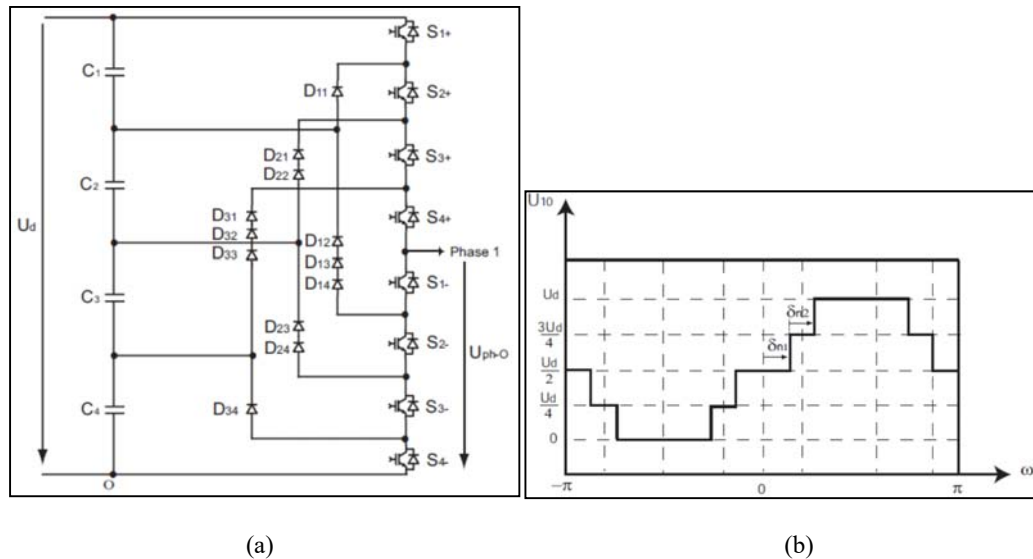 S1+
C1
D11
S2+
D21
D22
S3+
C2
Ud
D31
D32
D33
S4+
D12
D13
D14
Phase 1
S1-
C3
D23
D24
S2-
Uph-O
C4
D34
S3-
S4-
O
(a)
U10
Ud
3Ud
4
Ud
2
Ud
4
0
δn2
δn1
-π
0
π
ω
(b)